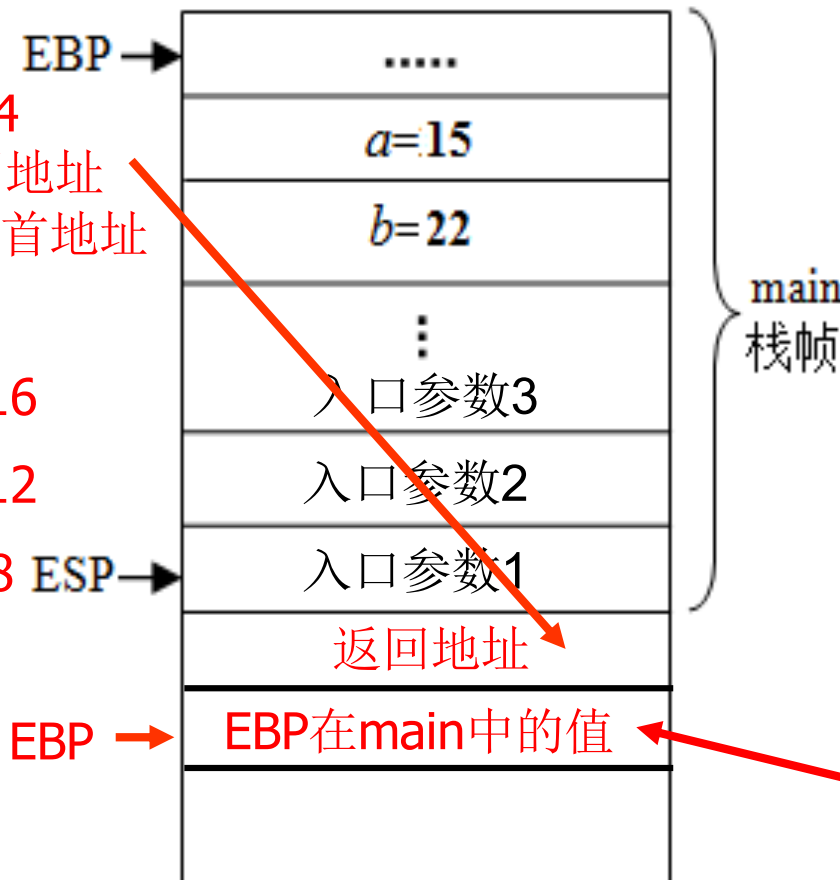 EBP
.....
4
a=15
地址
b=22
首地址
main
栈帧
16
入口参数3
12
入口参数2
8
ESP
入口参数1
返回地址
EBP
EBP在main中的值